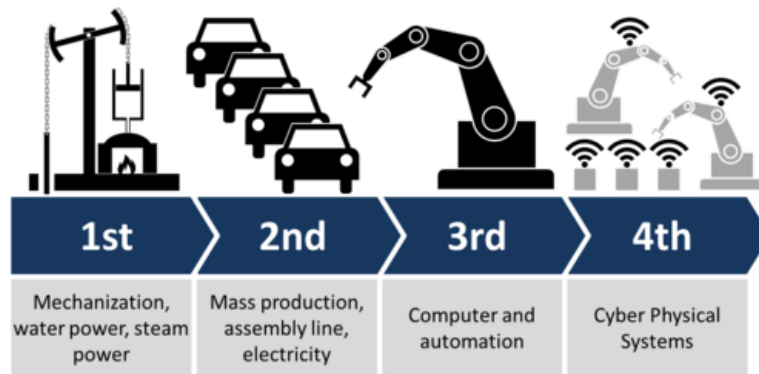 1st
2nd
3rd
4th
Mechanization,
water power, steam
power
Mass production,
assembly line,
electricity
Computer and
automation
Cyber Physical
Systems